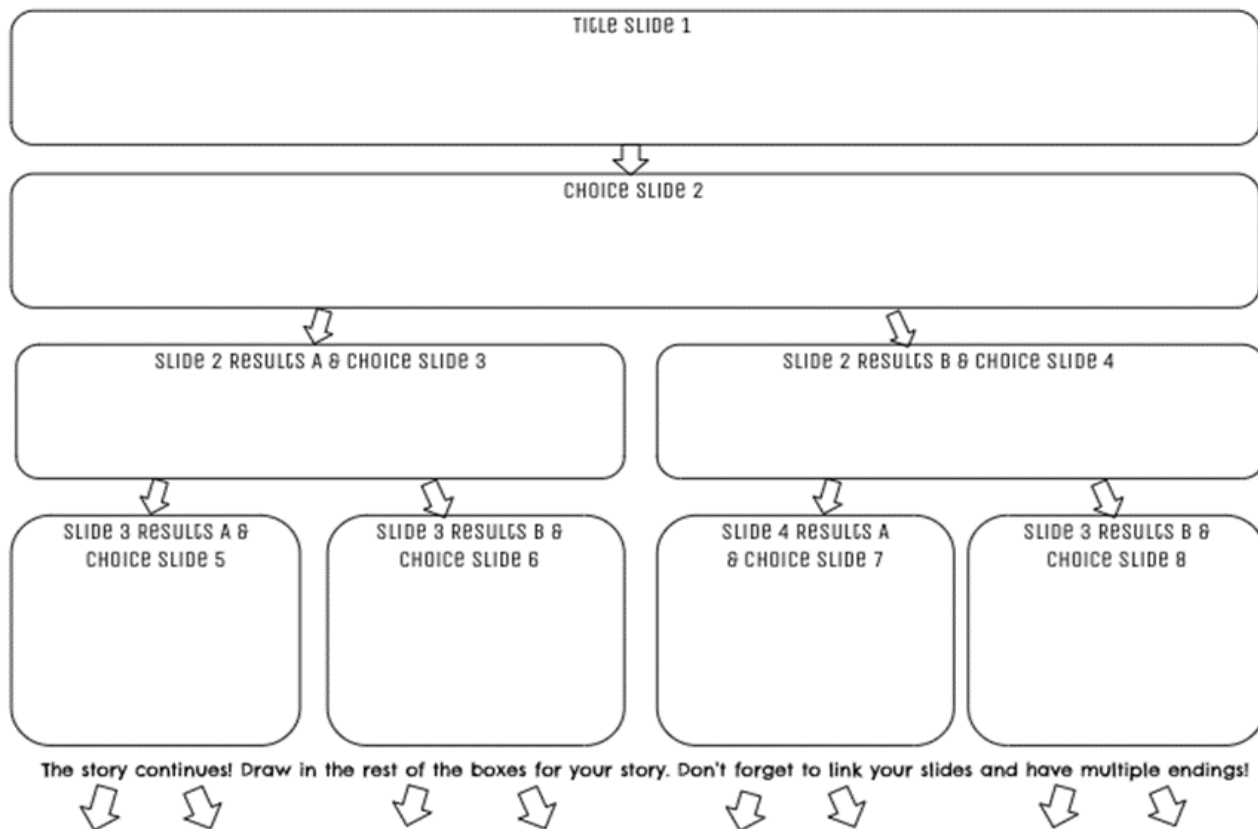 TITLE SLIDE 1
CHOICE SLIDE 2
SLIDE 2 RESULTS A & CHOICE SLIDE 3
SLIDE 2 RESULTS B & CHOICE SLIDE 4
SLIDE 3 RESULTS A &
CHOICE SLIDE 5
SLIDE 3 RESULTS B &
CHOICE SLIDE 6
SLIDE 4 RESULTS A
& CHOICE SLIDE 7
SLIDE 3 RESULTS B &
CHOICE SLIDE 8
The story continues! Draw in the rest of the boxes for your story. Don't forget to link your slides and have multiple endings!